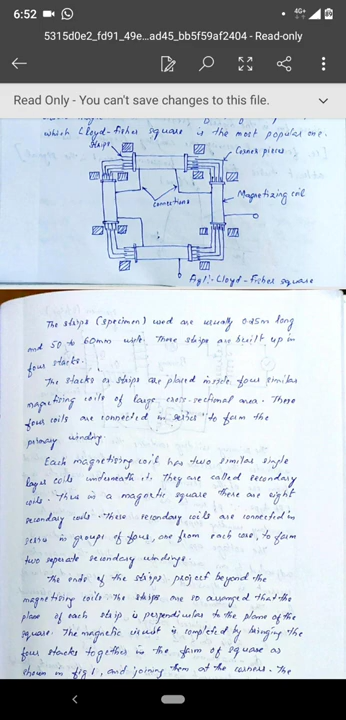 6:52
4G+
89
5315d0e2_fd91_49e...ad45_bb5f59af2404 - Read-only
Read Only - You can't save changes to this file.
which Lloyd-fisher square is the most popular one.
Strips
Corner pieces
Magnetizing coil
connections
Fig1:- Lloyd-Fisher square
The strips (specimen) used are usually 0.25m long
and 50 to 60mm wide. These strips are built up in
four stacks.
The stacks of strips are placed inside four similar
magnetising coils of large cross-sectional area. These
four coils are connected in series to form the
primary winding.
Each magnetising coil has two similar single
layer coils underneath it. They are called secondary
coils. Thus in a magnetic square there are eight
secondary coils. These secondary coils are connected in
series in groups of four, one from each core, to form
two seperate secondary windings.
The ends of the strips project beyond the
magnetising coils. The strips are so arranged that the
plane of each strip is perpendicular to the plane of the
square. The magnetic circuit is completed by bringing the
four stacks together in the form of square as
shown in fig 1, and joining them at the corners. The